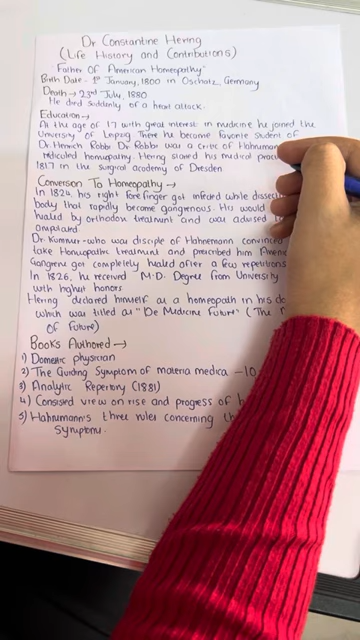 Dr Constantine Hering
(Life History and Contributions)
"Father Of American Homeopathy"
Birth Date → 1st January, 1800 in Oschatz, Germany
Death → 23rd July, 1880
He died suddenly of a heart attack.
Education →
At the age of 17 with great interest in medicine he joined the
University of Leipzig There he became favorite student of
Dr. Henrich Robbi Dr Robbi was a critic of Hahnemann
rediculed homeopathy. Hering started his medical
1817 in the surgical academy of Dresden
Conversion To Homeopathy →
In 1824, his right fore finger got infected while
body that rapidly became gangrenous. His would
healed by orthodox treatment and was advised
amputated
Dr Kummer - who was disciple of Hahnemann convinced
take Homeopathic treatment and prescribed him
Gangrene got completely healed after a few repetitions
In 1826, he received M.D. Degree from University
with highest honors
Hering declared himself as a homeopath in his
which was titled as "De Medicine Future" (The
of future)
Books Authored →
1) Domestic physician
2) The Guiding Symptom of materia medica - 10
3) Analytic Repertory (1881)
4) Consised view on rise and progress of
5) Hahnemann's three rules concerning the
symptoms.